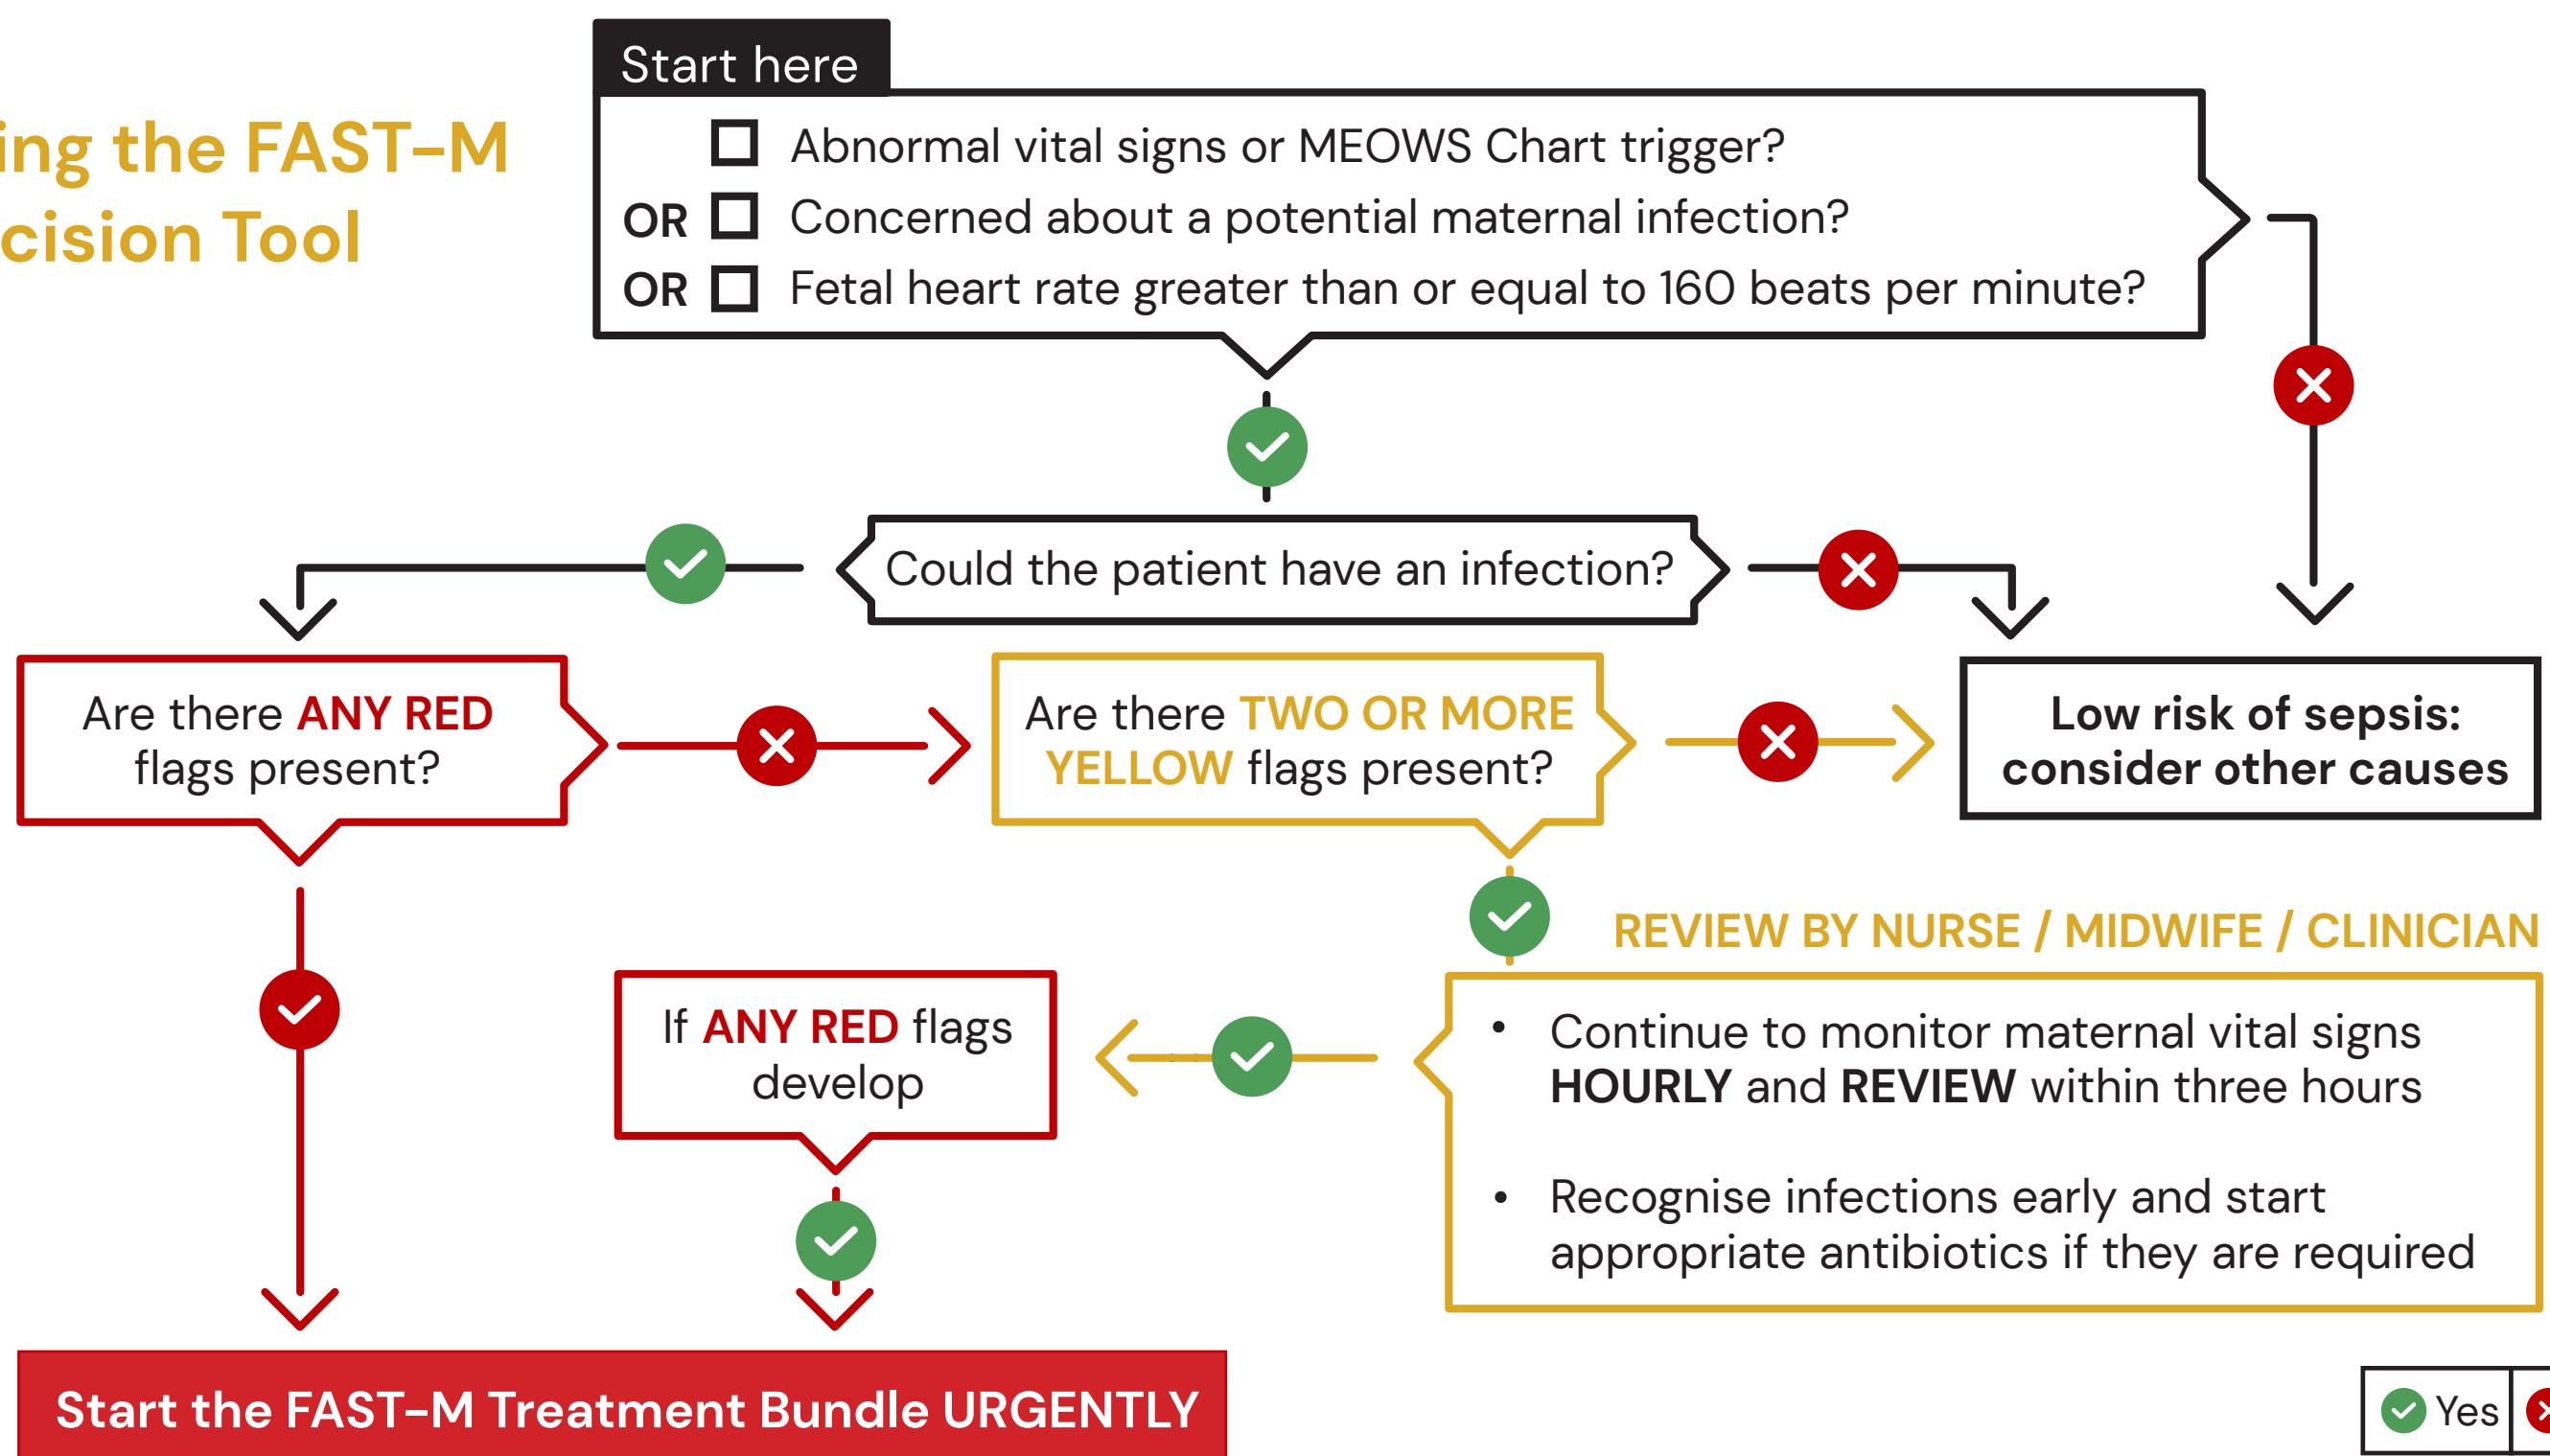 ing the FAST-M
cision Tool
Start here
Abnormal vital signs or MEOWS Chart trigger?
OR Concerned about a potential maternal infection?
OR Fetal heart rate greater than or equal to 160 beats per minute?
Could the patient have an infection?
Are there ANY RED
flags present?
Are there TWO OR MORE
YELLOW flags present?
Low risk of sepsis:
consider other causes
REVIEW BY NURSE / MIDWIFE / CLINICIAN
If ANY RED flags
develop
• Continue to monitor maternal vital signs
HOURLY and REVIEW within three hours
• Recognise infections early and start
appropriate antibiotics if they are required
Start the FAST-M Treatment Bundle URGENTLY
Yes